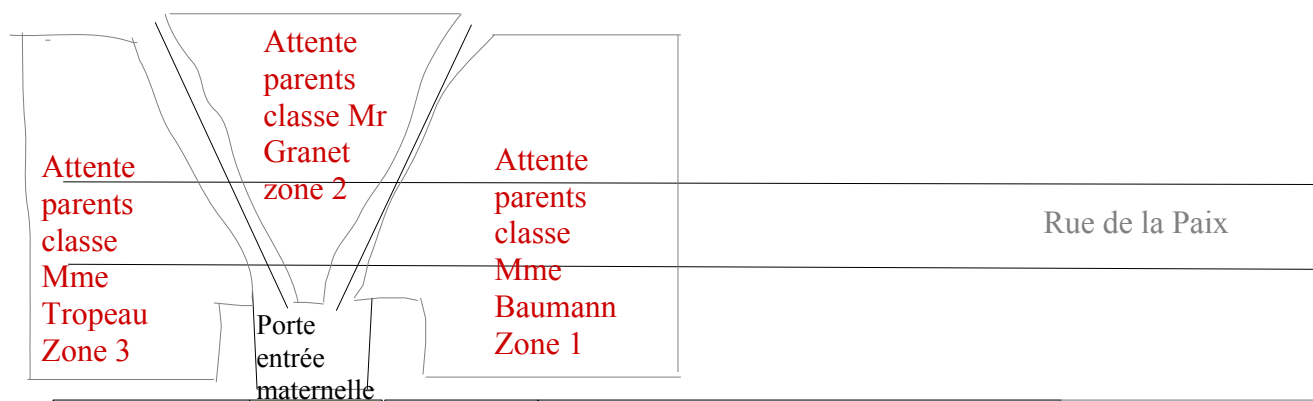 Attente
parents
classe
Mme
Tropeau
Zone 3
Attente
parents
classe Mr
Granet
zone 2
Attente
parents
classe
Mme
Baumann
Zone 1
Porte
entrée
maternelle
Rue de la Paix